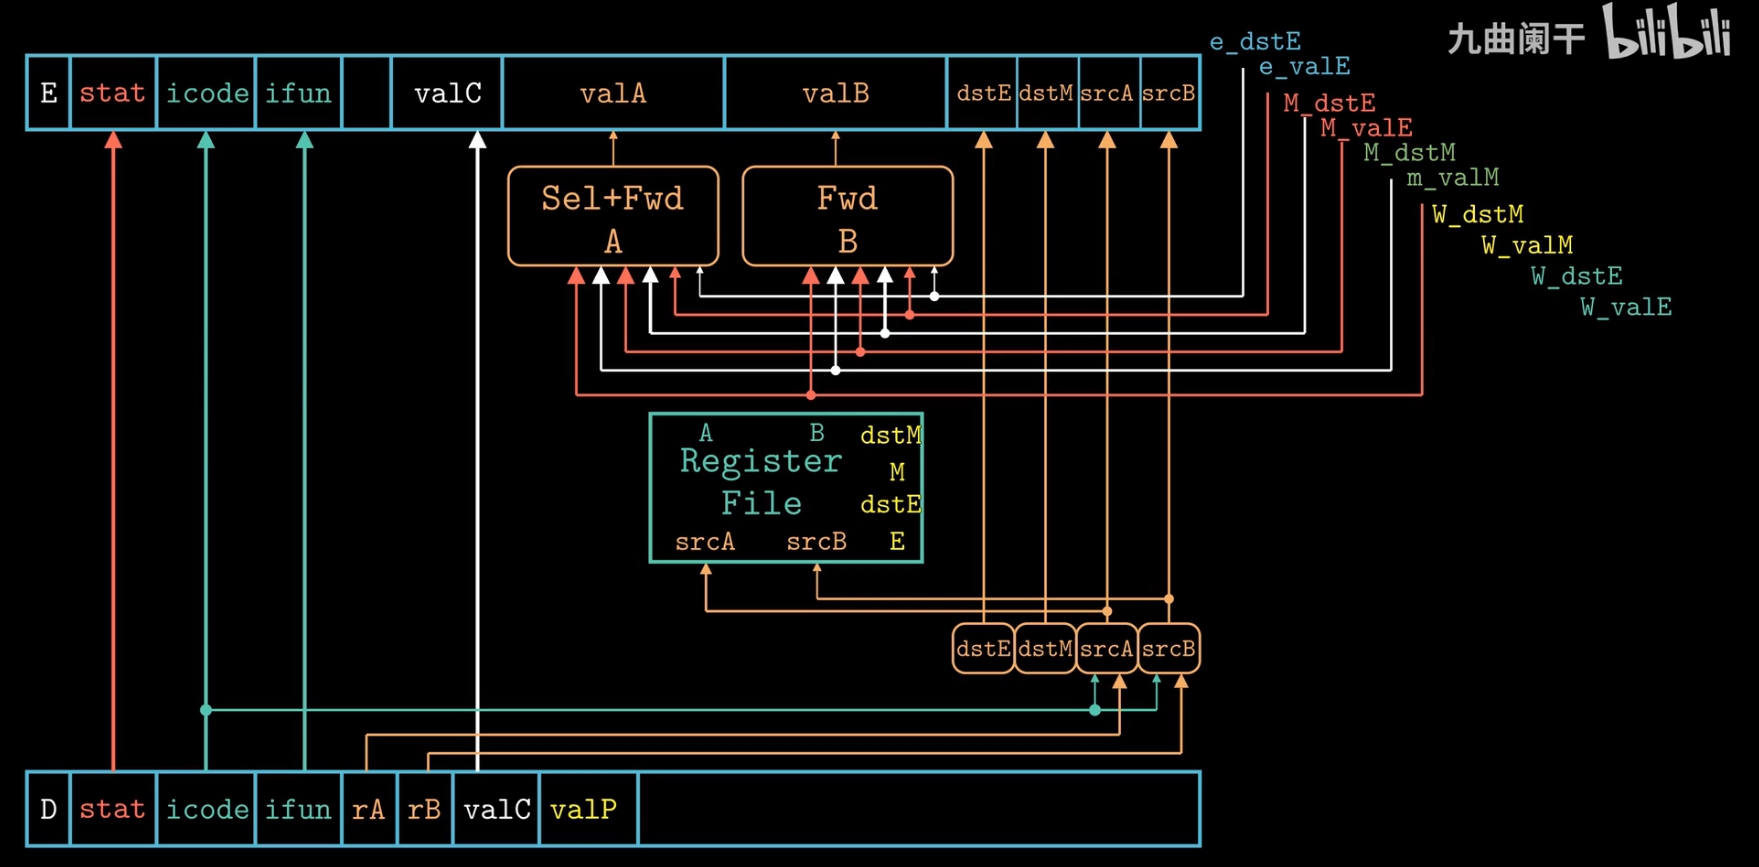 九曲阑干 bilibili
e_dstE
e_valE
M_dstE
M_valE
M_dstM
m_valM
W_dstM
W_valM
W_dstE
W_valE
E stat icode ifun valC valA valB dstE dstM srcA srcB
Sel+Fwd
A
Fwd
B
A B dstM
Register
M
File
dstE
srcA srcB E
dstE dstM srcA srcB
D stat icode ifun rA rB valC valP